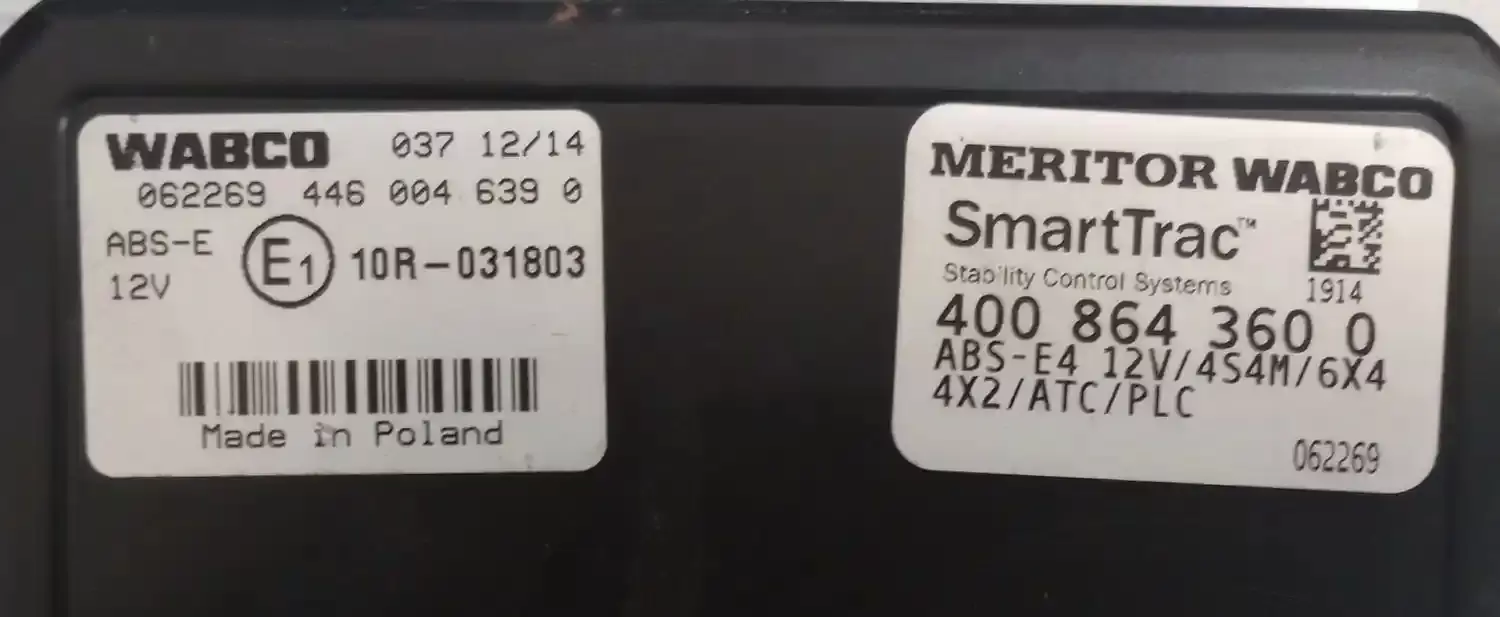 WABCO 037 12/14
062269 446 004 639 0
ABS-E
12V
E1 10R-031803
Made in Poland
MERITOR WABCO
SmartTrac™
Stability Control Systems
1914
400 864 360 0
ABS-E4 12V/4S4M/6X4
4X2/ATC/PLC
062269